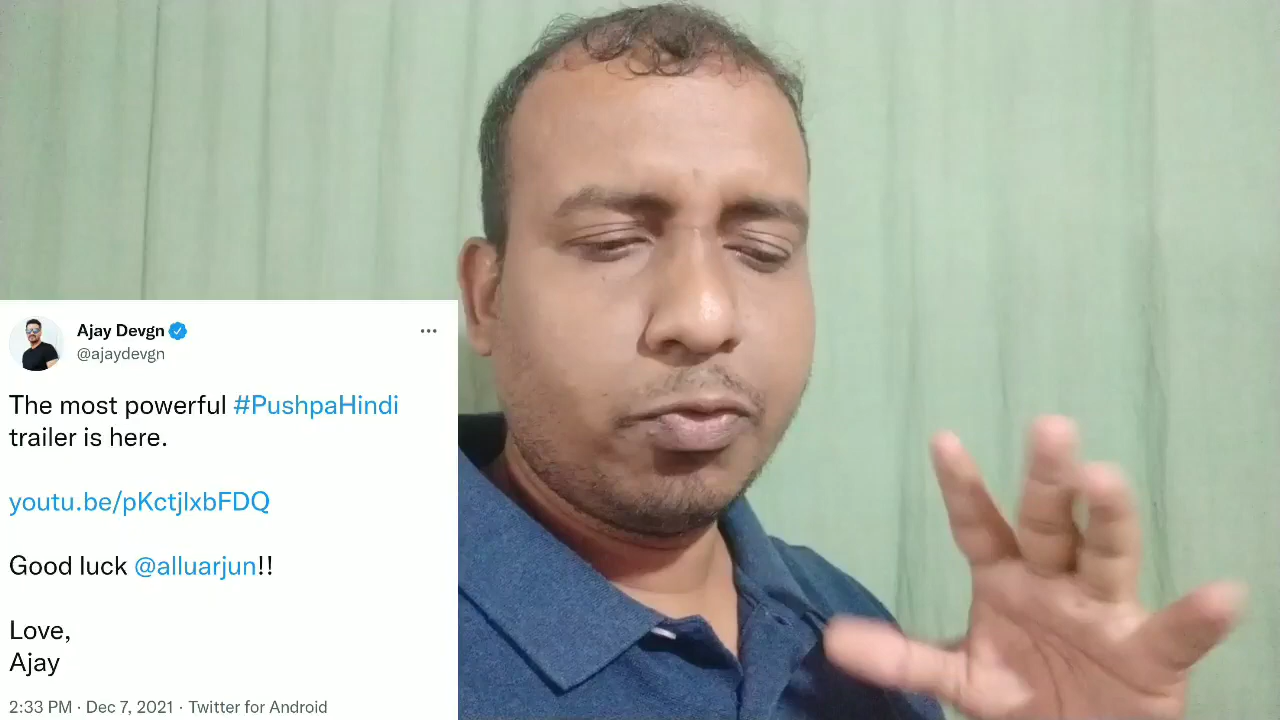 Ajay Devgn
@ajaydevgn
The most powerful #PushpaHindi
trailer is here.
youtu.be/pKctjlxbFDQ
Good luck @alluarjun!!
Love,
Ajay
2:33 PM · Dec 7, 2021 · Twitter for Android